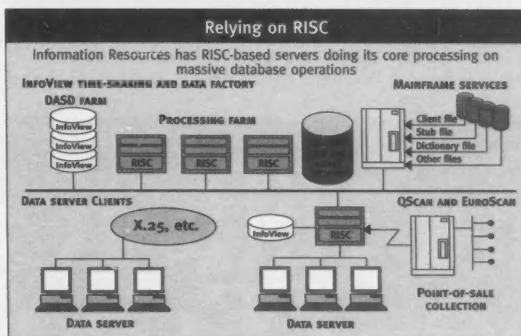 Relying on RISC
Information Resources has RISC-based servers doing its core processing on
massive database operations
INFOVIEW TIME-SHARING AND DATA FACTORY
MAINFRAME SERVICES
DASD FARM
PROCESSING FARM
InfoView
InfoView
InfoView
RISC
RISC
RISC
Client file
Stub file
Dictionary file
Other files
DATA SERVER CLIENTS
QSCAN AND EUROSCAN
X.25, etc.
InfoView
RISC
POINT-OF-SALE
COLLECTION
DATA SERVER
DATA SERVER